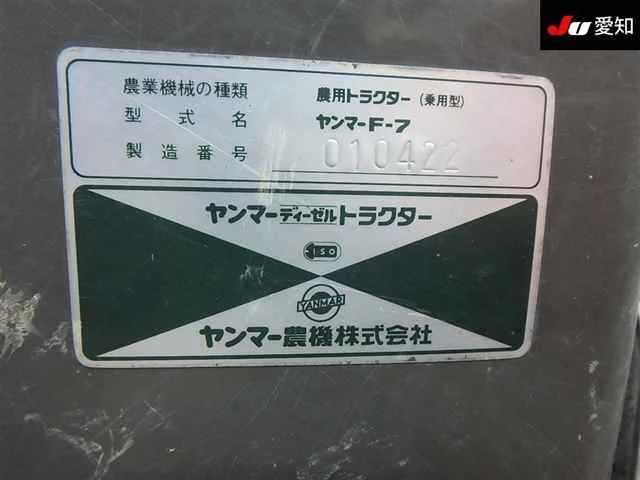 JU 愛知
農業機械の種類 農用トラクター (乗用型)
型式名 ヤンマーF-7
製造番号 010422
ヤンマーディーゼルトラクター
ISO
YANMAR
ヤンマー農機株式会社